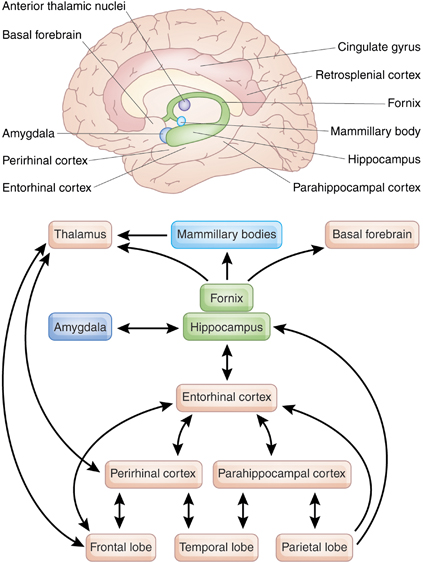 Anterior thalamic nuclei
Basal forebrain
Cingulate gyrus
Retrosplenial cortex
Fornix
Amygdala
Mammillary body
Perirhinal cortex
Hippocampus
Entorhinal cortex
Parahippocampal cortex
Thalamus
Mammillary bodies
Basal forebrain
Fornix
Amygdala
Hippocampus
Entorhinal cortex
Perirhinal cortex
Parahippocampal cortex
Frontal lobe
Temporal lobe
Parietal lobe